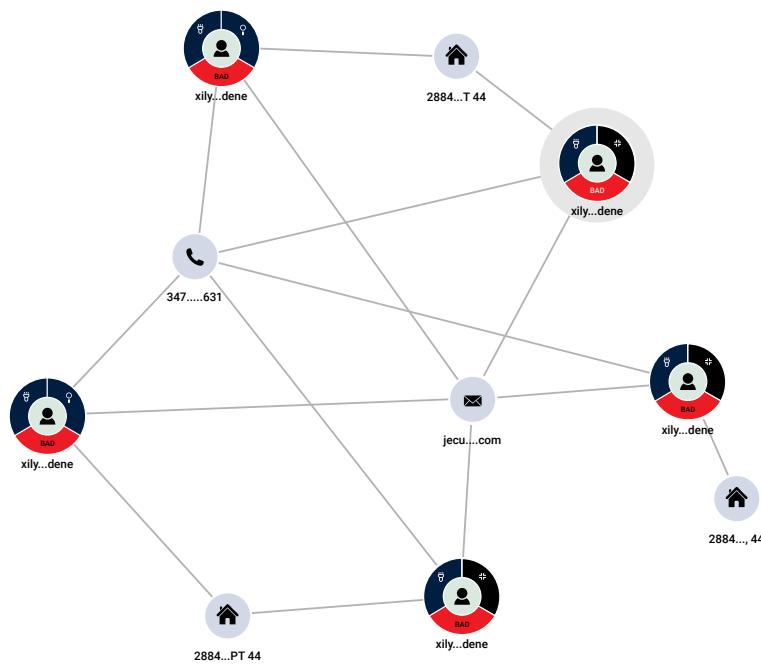 BAD
xily...dene
2884...T 44
BAD
xily...dene
347.....631
BAD
xily...dene
jecu....com
BAD
xily...dene
BAD
xily...dene
2884..., 44
2884...PT 44
BAD
xily...dene